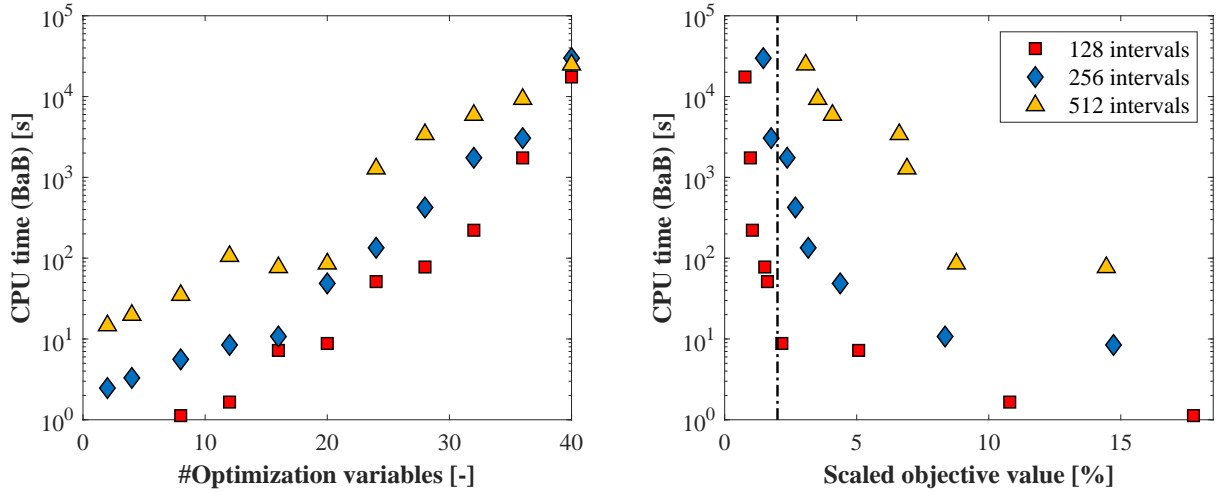 10^5
10^4
10^3
10^2
10^1
10^0
CPU time (BaB) [s]
0 10 20 30 40
#Optimization variables [-]
10^5
10^4
10^3
10^2
10^1
10^0
CPU time (BaB) [s]
0 5 10 15
Scaled objective value [%]
128 intervals
256 intervals
512 intervals